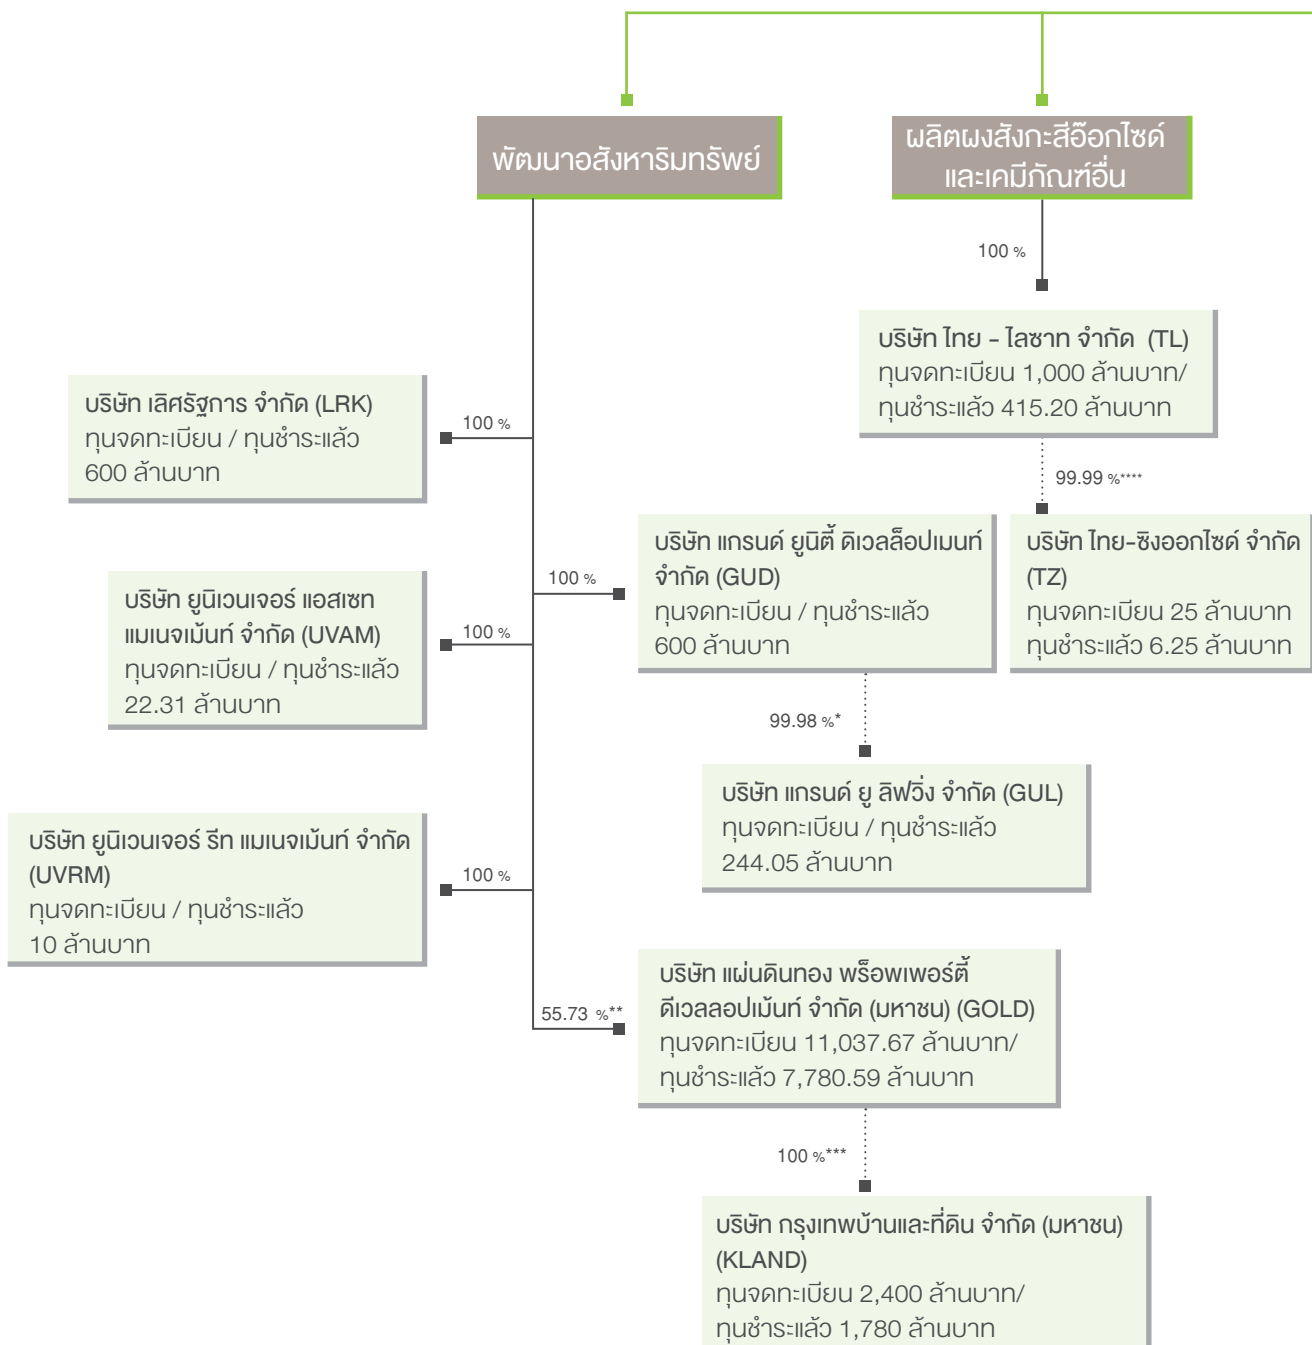 พัฒนาอสังหาริมทรัพย์
ผลิตผงสังกะสีอ๊อกไซด์
และเคมีภัณฑ์อื่น
100 %
บริษัท ไทย - ไลซาท จำกัด (TL)
ทุนจดทะเบียน 1,000 ล้านบาท/
ทุนชำระแล้ว 415.20 ล้านบาท
99.99 %****
บริษัท ไทย-ซิงออกไซด์ จำกัด
(TZ)
ทุนจดทะเบียน 25 ล้านบาท
ทุนชำระแล้ว 6.25 ล้านบาท
บริษัท เลิศรัฐการ จำกัด (LRK)
ทุนจดทะเบียน / ทุนชำระแล้ว
600 ล้านบาท
100 %
บริษัท แกรนด์ ยูนิตี้ ดิเวลล็อปเมนท์
จำกัด (GUD)
ทุนจดทะเบียน / ทุนชำระแล้ว
600 ล้านบาท
100 %
บริษัท ยูนิเวนเจอร์ แอสเซท
แมเนจเม้นท์ จำกัด (UVAM)
ทุนจดทะเบียน / ทุนชำระแล้ว
22.31 ล้านบาท
100 %
99.98 %*
บริษัท แกรนด์ ยู ลิฟวิ่ง จำกัด (GUL)
ทุนจดทะเบียน / ทุนชำระแล้ว
244.05 ล้านบาท
บริษัท ยูนิเวนเจอร์ รีท แมเนจเม้นท์ จำกัด
(UVRM)
ทุนจดทะเบียน / ทุนชำระแล้ว
10 ล้านบาท
100 %
55.73 %**
บริษัท แผ่นดินทอง พร็อพเพอร์ตี้
ดีเวลลอปเม้นท์ จำกัด (มหาชน) (GOLD)
ทุนจดทะเบียน 11,037.67 ล้านบาท/
ทุนชำระแล้ว 7,780.59 ล้านบาท
100 %***
บริษัท กรุงเทพบ้านและที่ดิน จำกัด (มหาชน)
(KLAND)
ทุนจดทะเบียน 2,400 ล้านบาท/
ทุนชำระแล้ว 1,780 ล้านบาท